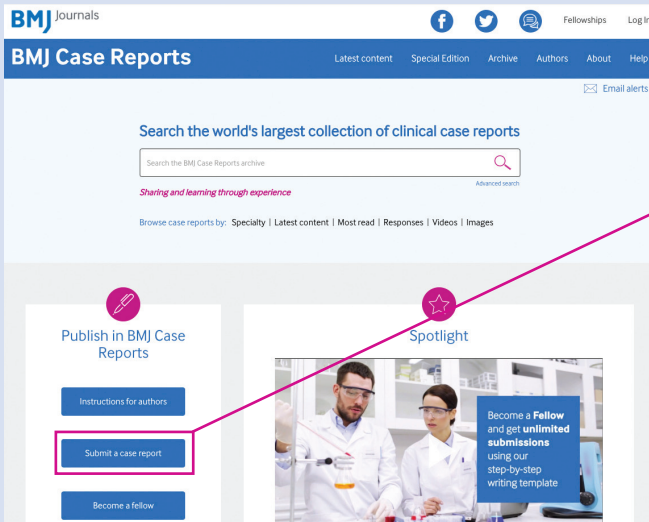 BMJ Journals
Fellowships Log In
BMJ Case Reports
Latest content Special Edition Archive Authors About Help
Email alerts
Search the world's largest collection of clinical case reports
Search the BMJ Case Reports archive
Advanced search
Sharing and learning through experience
Browse case reports by: Specialty | Latest content | Most read | Responses | Videos | Images
Publish in BMJ Case
Reports
Instructions for authors
Submit a case report
Become a fellow
Spotlight
Become a Fellow
and get unlimited
submissions
using our
step-by-step
writing template